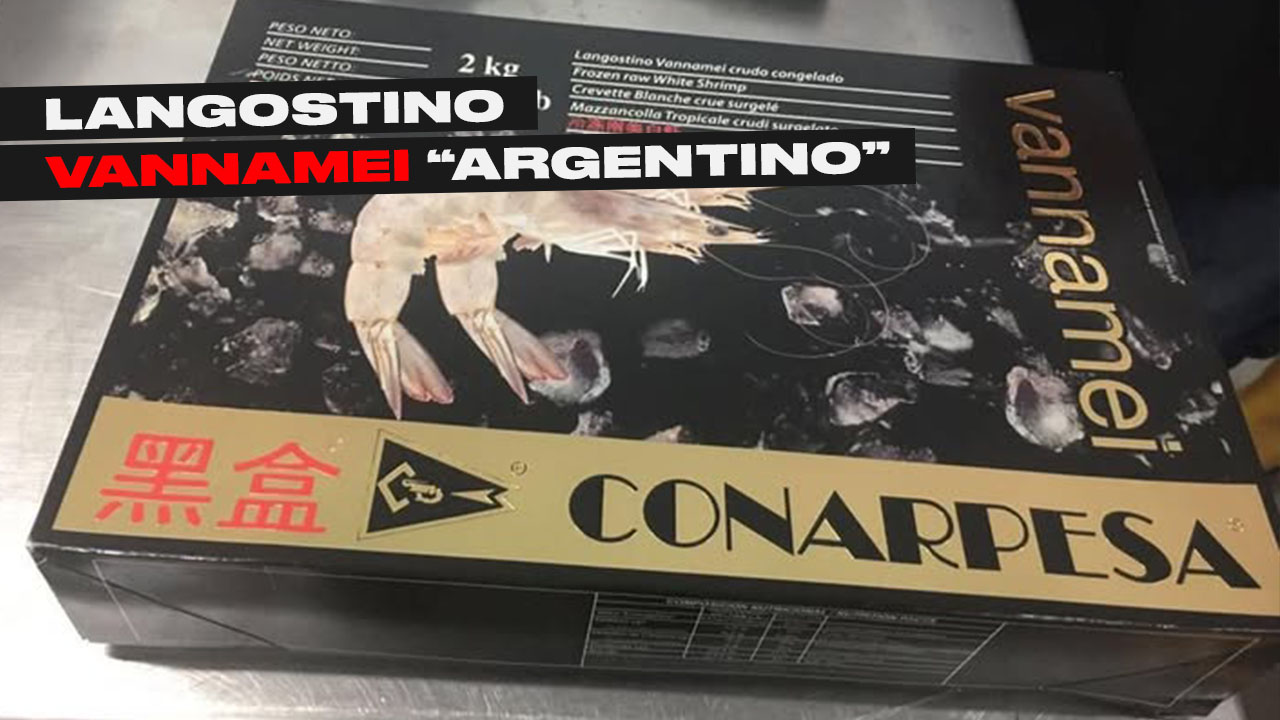 PESO NETO:
NET WEIGHT:
PESO NETTO:
POIDS
2 kg
Langostino Vannamei crudo congelado
Frozen raw White Shrimp
Crevette Blanche crue surgelé
Mazzancolla Tropicale crudi surgelato
LANGOSTINO
VANNAMEI “ARGENTINO”
vannamei
黑盒
CONARPESA